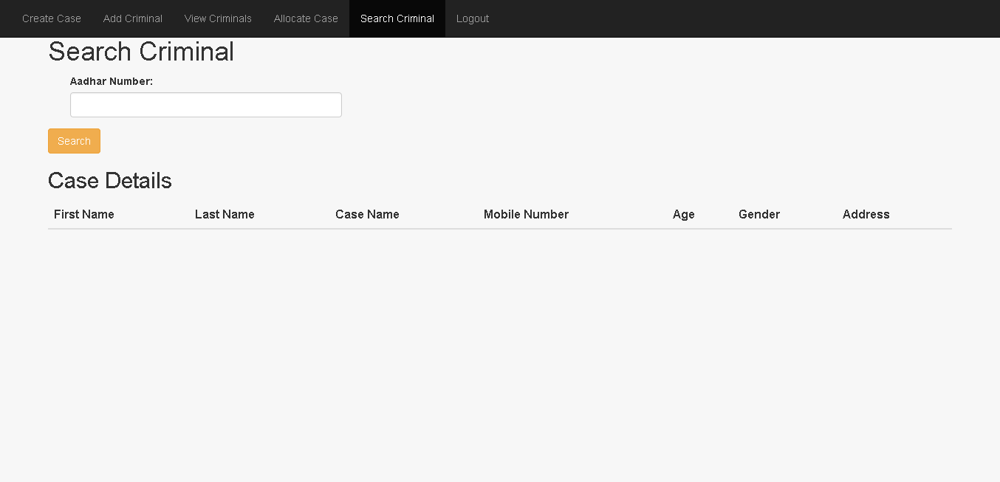 Create Case Add Criminal View Criminals Allocate Case Search Criminal Logout
Search Criminal
Aadhar Number:
Search
Case Details
First Name Last Name Case Name Mobile Number Age Gender Address